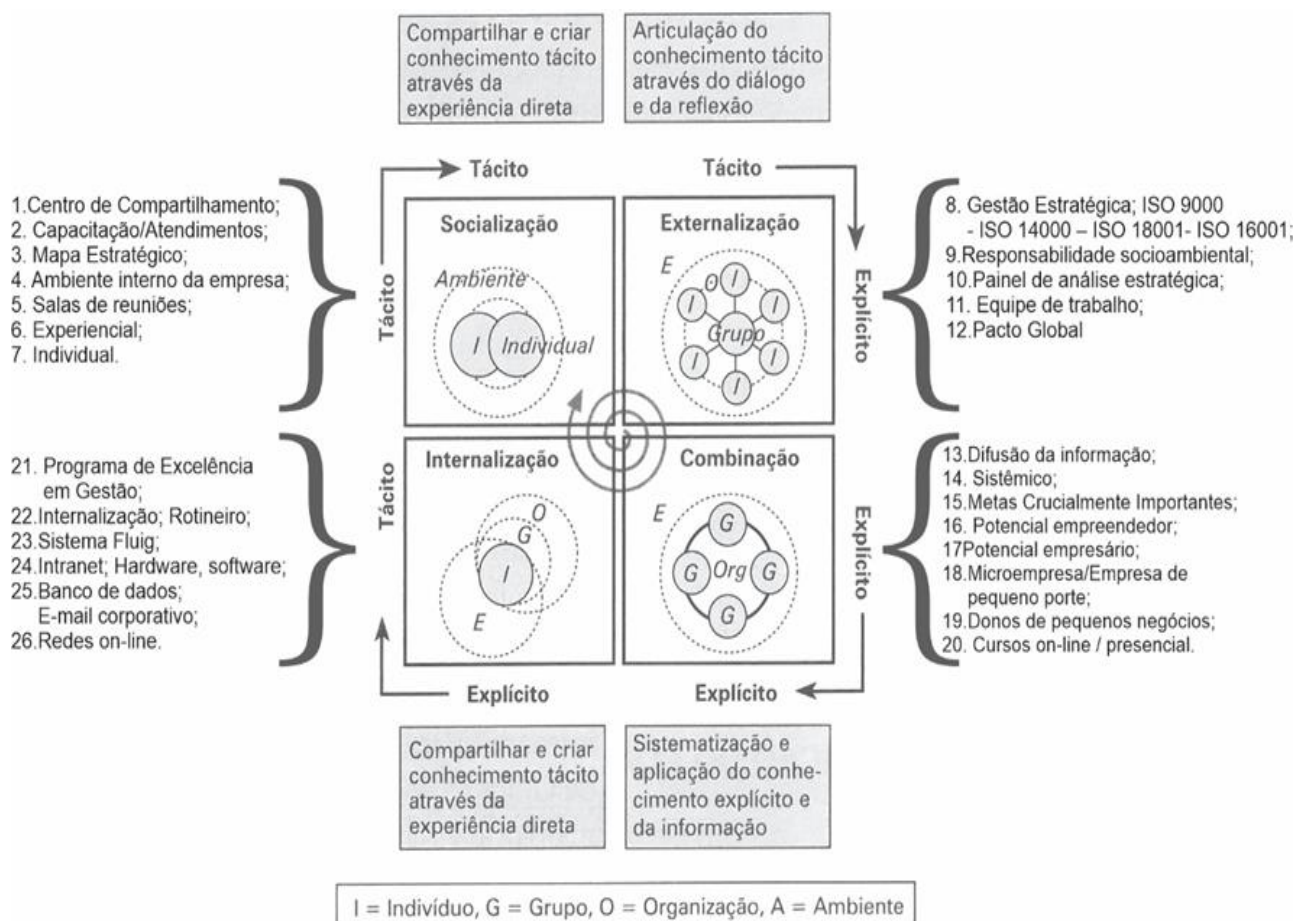 Compartilhar e criar
conhecimento tácito
através da
experiência direta
Articulação do
conhecimento tácito
através do diálogo
e da reflexão
Tácito
Tácito
1.Centro de Compartilhamento;
2. Capacitação/Atendimentos;
3. Mapa Estratégico;
4. Ambiente interno da empresa;
5. Salas de reuniões;
6. Experiencial;
7. Individual.
Tácito
Socialização
Ambiente
I
Individual
Externalização
E
O
I
I
I
Grupo
I
I
I
Explícito
8. Gestão Estratégica; ISO 9000
- ISO 14000 – ISO 18001- ISO 16001;
9.Responsabilidade socioambiental;
10.Painel de análise estratégica;
11. Equipe de trabalho;
12.Pacto Global
21. Programa de Excelência
em Gestão;
22.Internalização; Rotineiro;
23.Sistema Fluig;
24.Intranet; Hardware, software;
25.Banco de dados;
E-mail corporativo;
26.Redes on-line.
Tácito
Internalização
O
G
I
E
Combinação
E
G
G
Org
G
G
Explícito
13.Difusão da informação;
14. Sistêmico;
15.Metas Crucialmente Importantes;
16. Potencial empreendedor;
17Potencial empresário;
18.Microempresa/Empresa de
pequeno porte;
19.Donos de pequenos negócios;
20. Cursos on-line / presencial.
Explícito
Explícito
Compartilhar e criar
conhecimento tácito
através da
experiência direta
Sistematização e
aplicação do conhe-
cimento explícito e
da informação
I = Indivíduo, G = Grupo, O = Organização, A = Ambiente